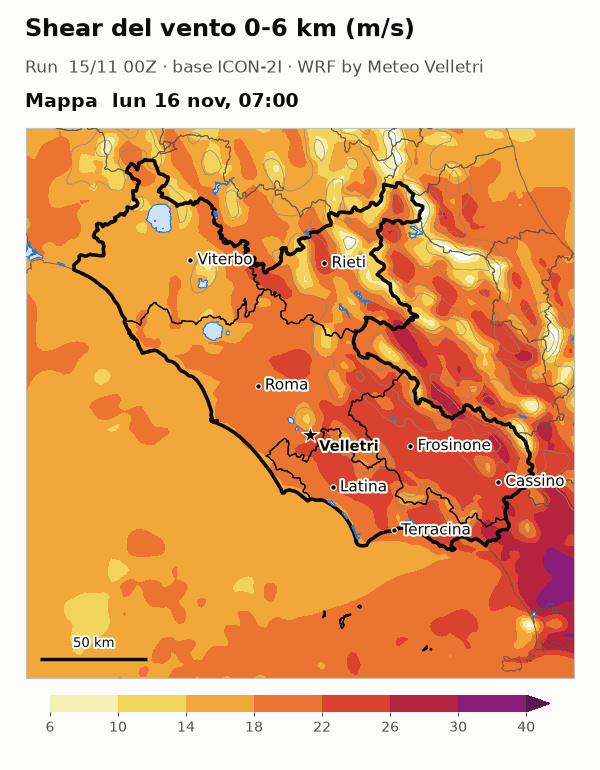 Shear del vento 0-6 km (m/s)
Run  15/11 00Z · base ICON-2I · WRF by Meteo Velletri
Mappa  lun 16 nov, 07:00
Viterbo
Rieti
Roma
Velletri
Frosinone
Latina
Cassino
Terracina
50 km
6 10 14 18 22 26 30 40